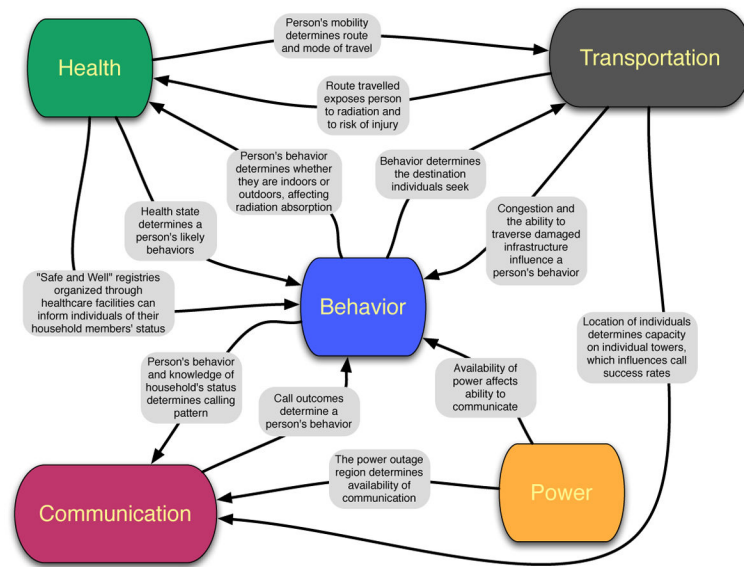 Person's mobility
determines route
and mode of travel
Health
Transportation
Route travelled
exposes person
to radiation and
to risk of injury
Person's behavior
determines whether
they are indoors or
outdoors, affecting
radiation absorption
Behavior determines
the destination
individuals seek
Health state
determines a
person's likely
behaviors
Congestion and
the ability to
traverse damaged
infrastructure
influence a
person's behavior
"Safe and Well" registries
organized through
healthcare facilities can
inform individuals of their
household members' status
Behavior
Location of individuals
determines capacity
on individual towers,
which influences call
success rates
Person's behavior
and knowledge of
household's status
determines calling
pattern
Call outcomes
determine a
person's behavior
Availability of
power affects
ability to
communicate
The power outage
region determines
availability of
communication
Communication
Power